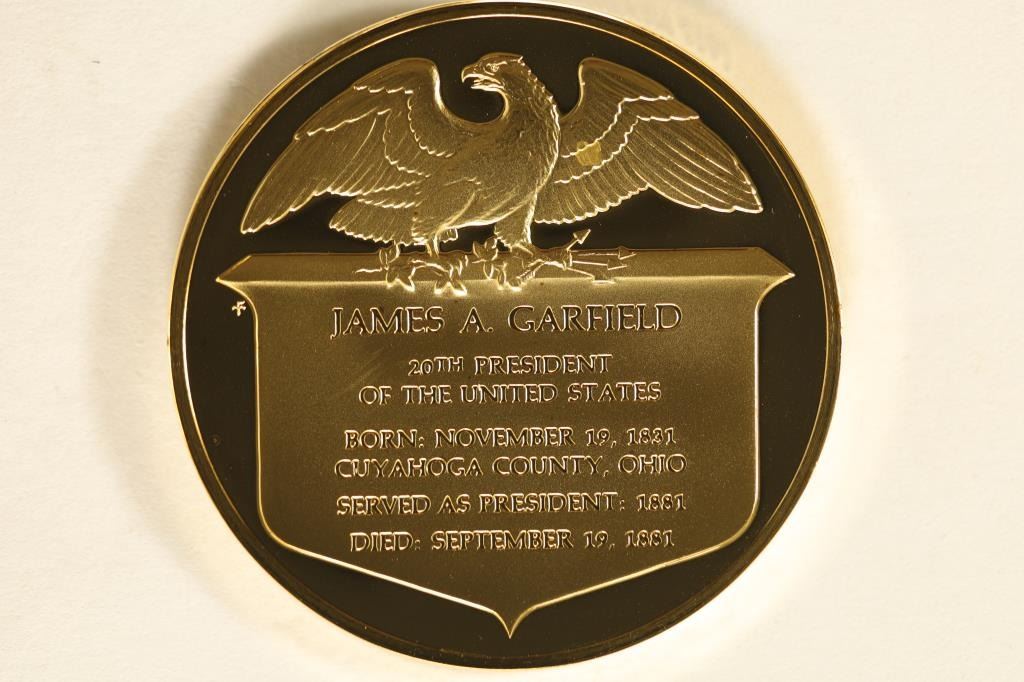 JAMES A. GARFIELD
20TH PRESIDENT
OF THE UNITED STATES
BORN: NOVEMBER 19, 1831
CUYAHOGA COUNTY, OHIO
SERVED AS PRESIDENT: 1881
DIED: SEPTEMBER 19, 1881